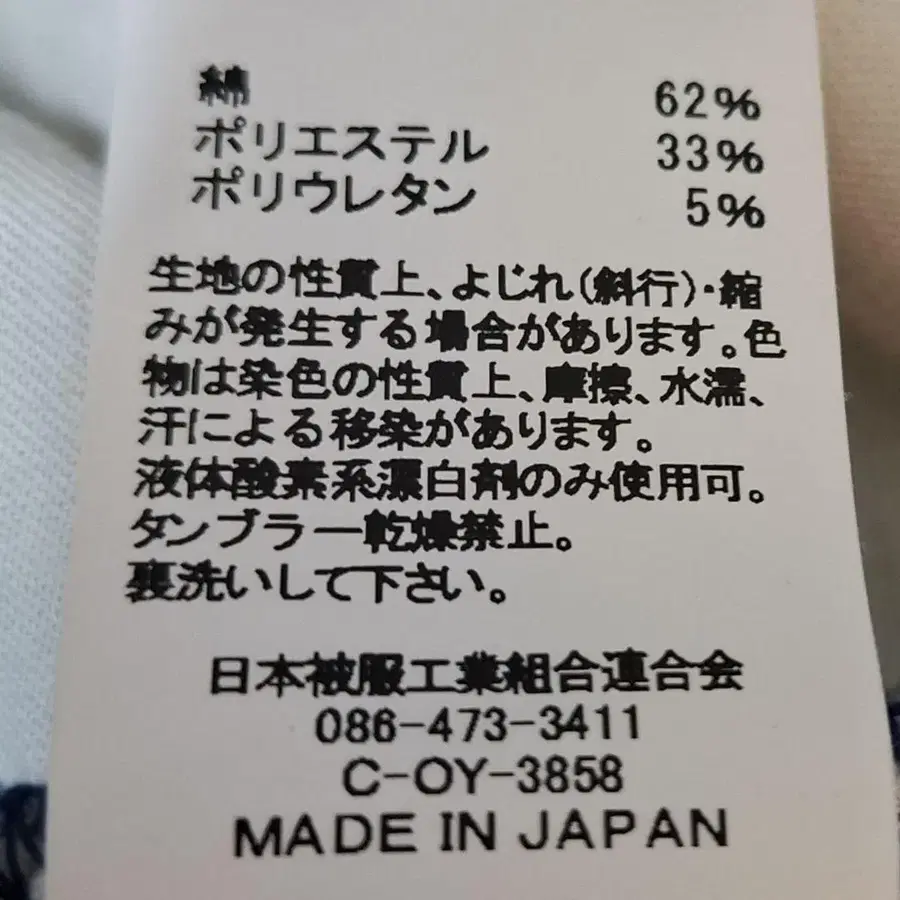 綿 62%
ポリエステル 33%
ポリウレタン 5%
生地の性質上、よじれ(斜行)・縮
みが発生する場合があります。色
物は染色の性質上、摩擦、水濡、
汗による移染があります。
液体酸素系漂白剤のみ使用可。
タンブラー乾燥禁止。
裏洗いして下さい。
日本被服工業組合連合会
086-473-3411
C-OY-3858
MADE IN JAPAN